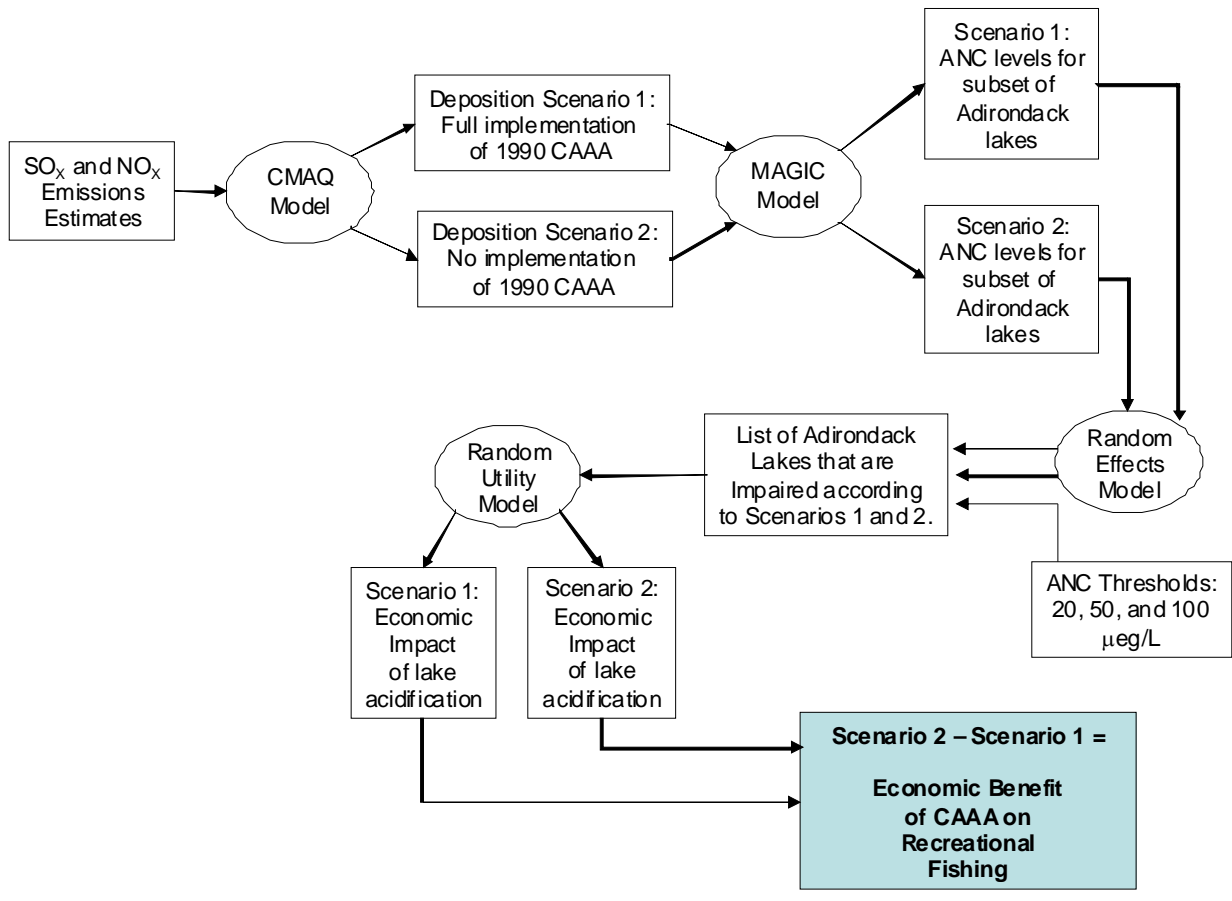 SOX and NOX
Emissions
Estimates
CMAQ
Model
Deposition Scenario 1:
Full implementation
of 1990 CAAA
Deposition Scenario 2:
No implementation
of 1990 CAAA
MAGIC
Model
Scenario 1:
ANC levels for
subset of
Adirondack
lakes
Scenario 2:
ANC levels for
subset of
Adirondack
lakes
Random
Effects
Model
ANC Thresholds:
20, 50, and 100
µeg/L
List of Adirondack
Lakes that are
Impaired according
to Scenarios 1 and 2.
Random
Utility
Model
Scenario 1:
Economic
Impact
of lake
acidification
Scenario 2:
Economic
Impact
of lake
acidification
Scenario 2 – Scenario 1 =
Economic Benefit
of CAAA on
Recreational
Fishing